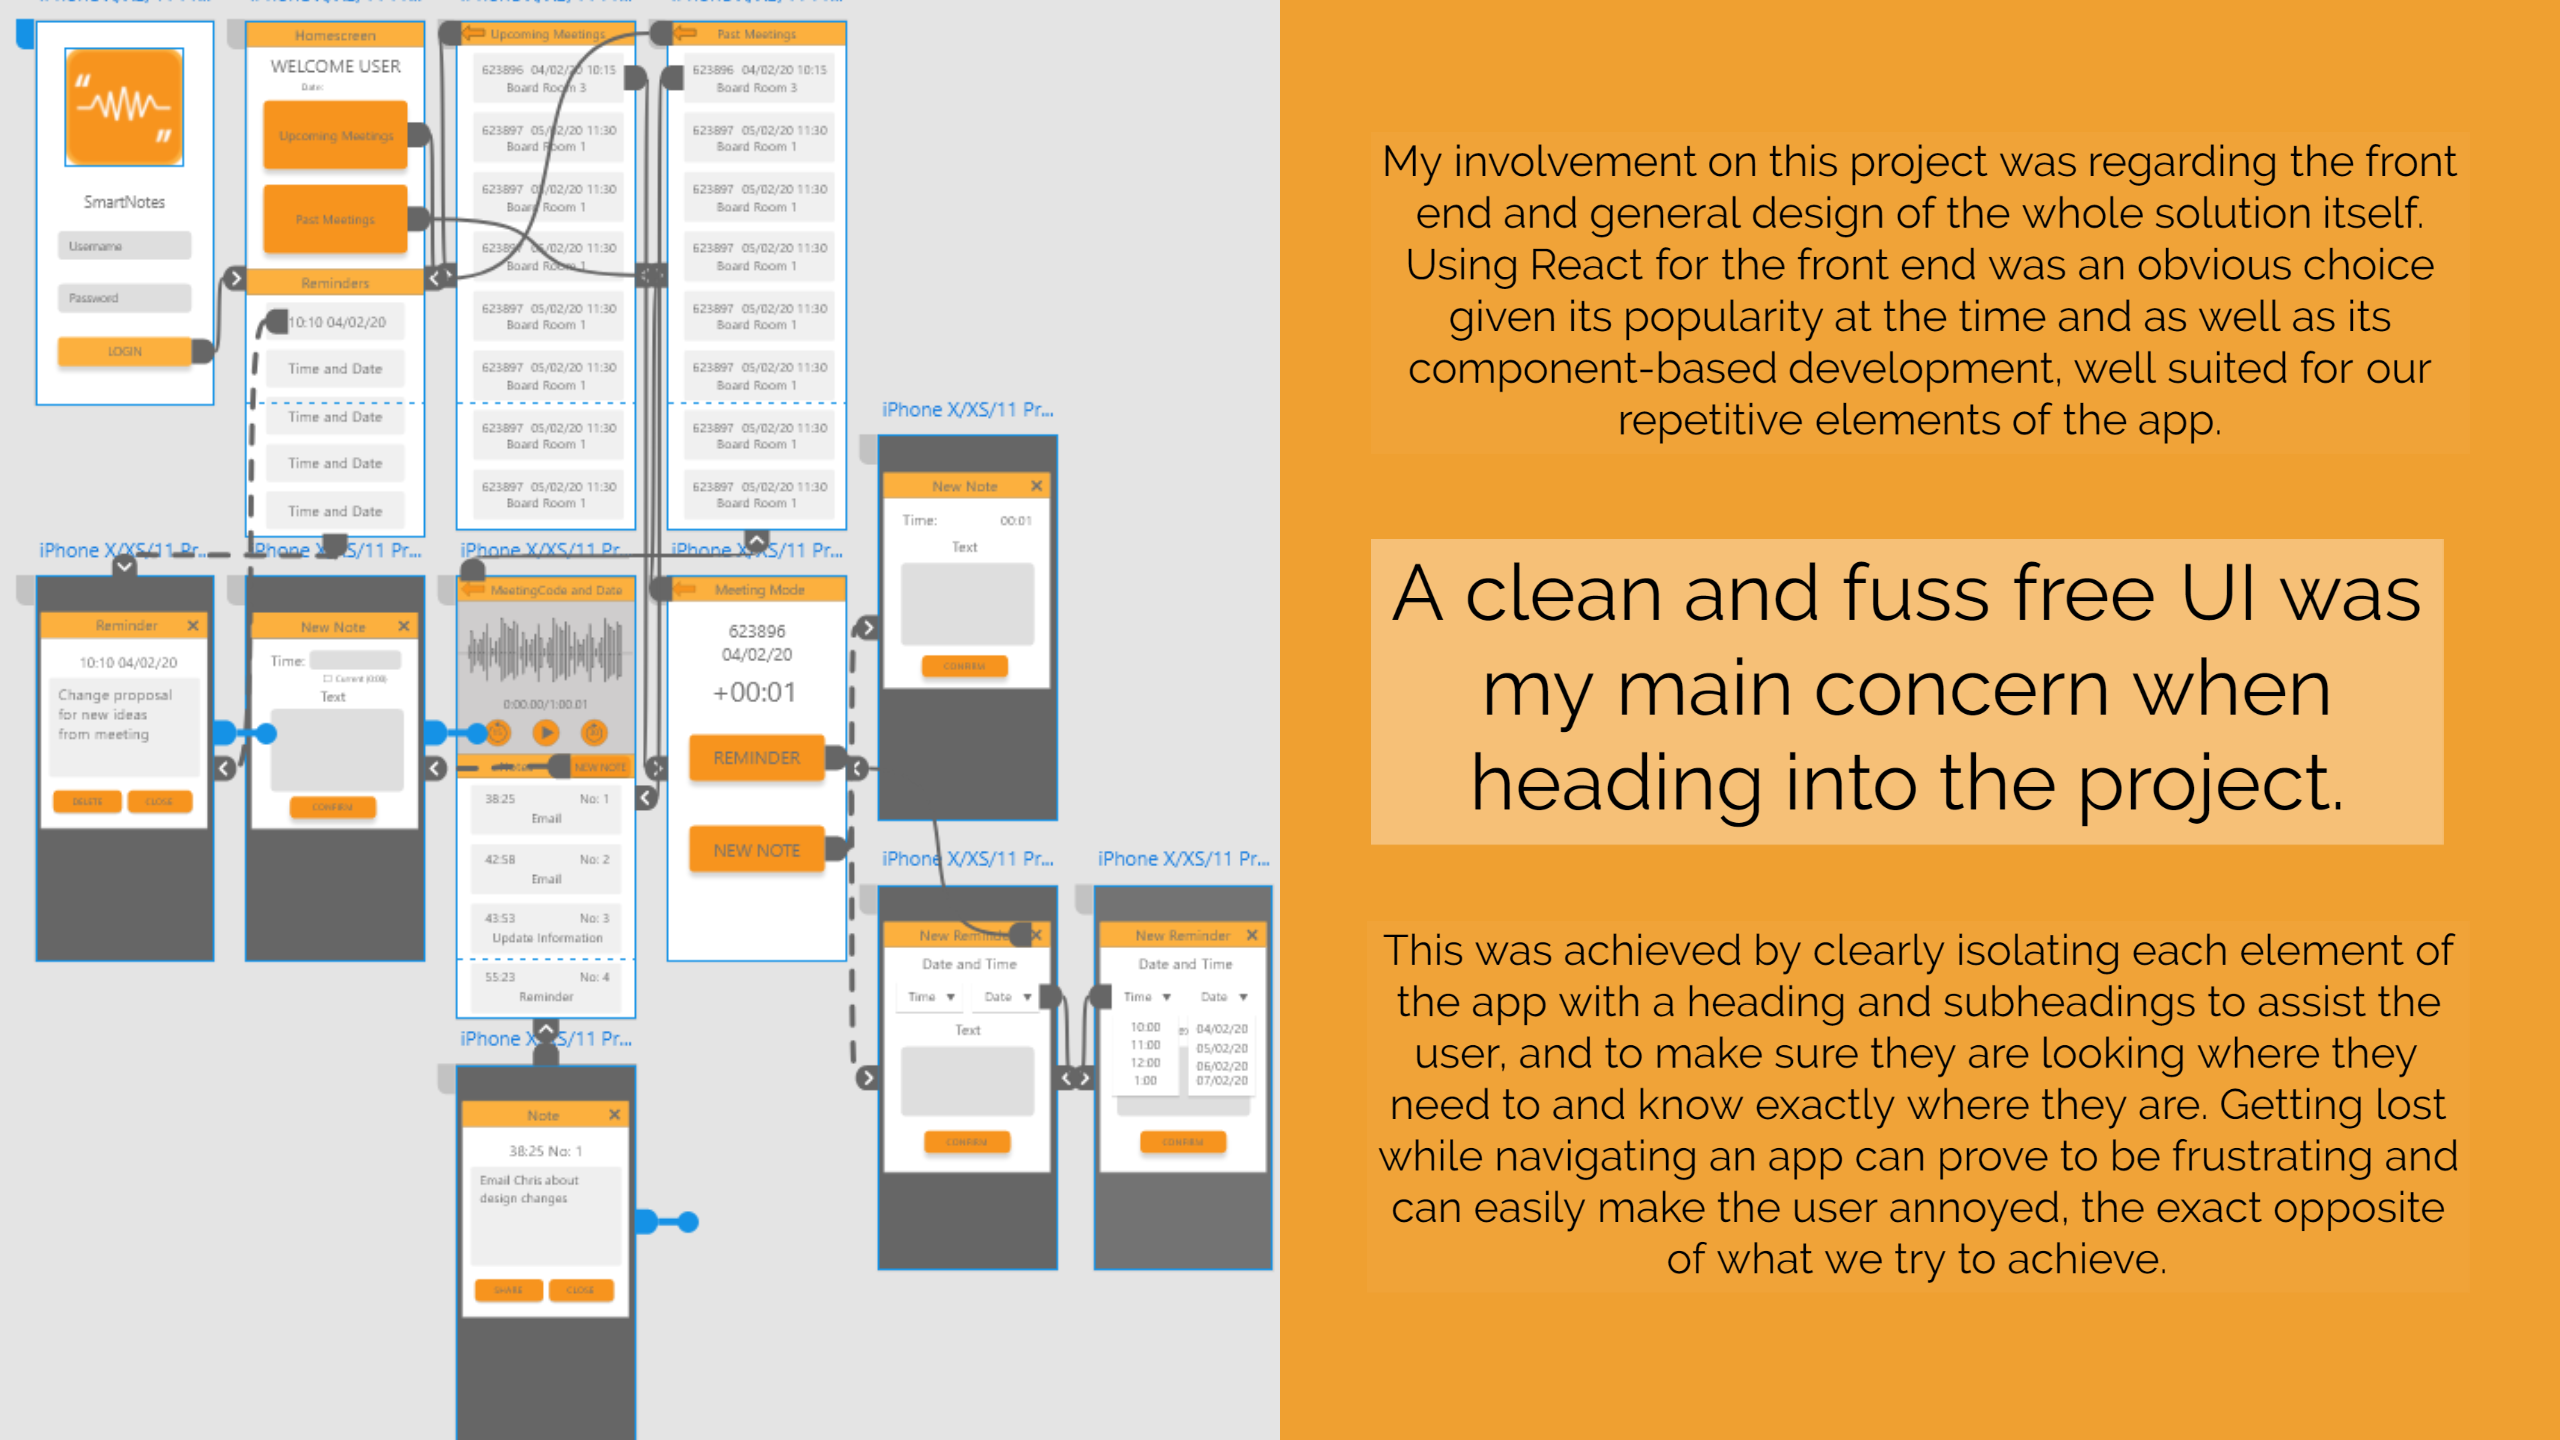 SmartNotes
Username
Password
LOGIN
Homescreen
WELCOME USER
Date:
Upcoming Meetings
Past Meetings
Reminders
10:10 04/02/20
Time and Date
Time and Date
Time and Date
Time and Date
Upcoming Meetings
623896 04/02/20 10:15
Board Room 3
623897 05/02/20 11:30
Board Room 1
623897 05/02/20 11:30
Board Room 1
623897 05/02/20 11:30
Board Room 1
623897 05/02/20 11:30
Board Room 1
623897 05/02/20 11:30
Board Room 1
623897 05/02/20 11:30
Board Room 1
623897 05/02/20 11:30
Board Room 1
Past Meetings
623896 04/02/20 10:15
Board Room 3
623897 05/02/20 11:30
Board Room 1
623897 05/02/20 11:30
Board Room 1
623897 05/02/20 11:30
Board Room 1
623897 05/02/20 11:30
Board Room 1
623897 05/02/20 11:30
Board Room 1
623897 05/02/20 11:30
Board Room 1
623897 05/02/20 11:30
Board Room 1
iPhone X/XS/11 Pr...
New Note
Time: 00:01
Text
CONFIRM
iPhone X/XS/11 Pr...
Reminder
10:10 04/02/20
Change proposal
for new ideas
from meeting
DELETE CLOSE
iPhone X/XS/11 Pr...
New Note
Time:
Current (0:00)
Text
CONFIRM
iPhone X/XS/11 Pr...
MeetingCode and Date
0:00.00/1:00.01
Notes NEW NOTE
38:25 No: 1
Email
42:58 No: 2
Email
43:53 No: 3
Update Information
55:23 No: 4
Reminder
iPhone X/XS/11 Pr...
Meeting Mode
623896
04/02/20
+00:01
REMINDER
NEW NOTE
iPhone X/XS/11 Pr...
New Reminder
Date and Time
Time Date
Text
CONFIRM
iPhone X/XS/11 Pr...
New Reminder
Date and Time
Time Date
10:00 04/02/20
11:00 05/02/20
12:00 06/02/20
1:00 07/02/20
CONFIRM
iPhone X/XS/11 Pr...
Note
38:25 No: 1
Email Chris about
design changes
SHARE CLOSE
My involvement on this project was regarding the front
end and general design of the whole solution itself.
Using React for the front end was an obvious choice
given its popularity at the time and as well as its
component-based development, well suited for our
repetitive elements of the app.
A clean and fuss free UI was
my main concern when
heading into the project.
This was achieved by clearly isolating each element of
the app with a heading and subheadings to assist the
user, and to make sure they are looking where they
need to and know exactly where they are. Getting lost
while navigating an app can prove to be frustrating and
can easily make the user annoyed, the exact opposite
of what we try to achieve.